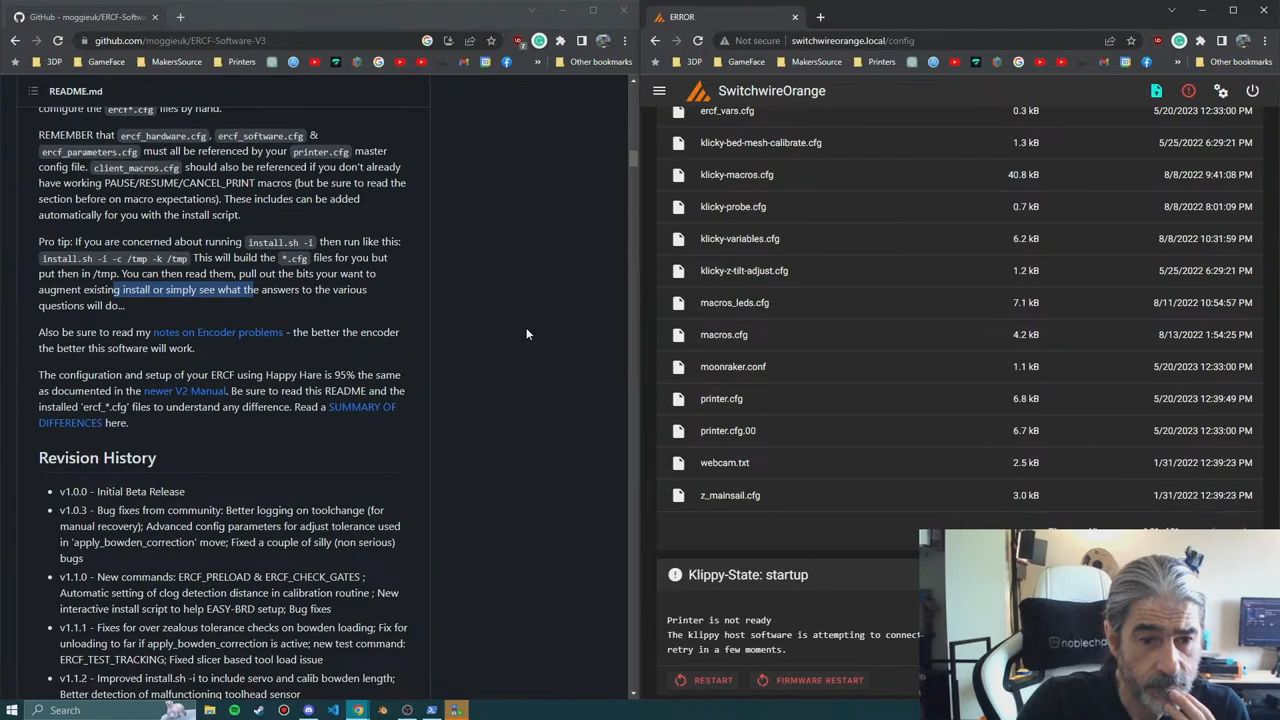 GitHub - moggieuk/ERCF-Softw
ERROR
github.com/moggieuk/ERCF-Software-V3
Not secure
switchwireorange.local/config
3DP
GameFace
MakersSource
Printers
Other bookmarks
3DP
GameFace
MakersSource
Printers
Other bookmarks
README.md
configure the ercf*.cfg files by hand.
REMEMBER that ercf_hardware.cfg, ercf_software.cfg &
ercf_parameters.cfg must all be referenced by your printer.cfg master
config file. client_macros.cfg should also be referenced if you don't already
have working PAUSE/RESUME/CANCEL_PRINT macros (but be sure to read the
section before on macro expectations). These includes can be added
automatically for you with the install script.
Pro tip: If you are concerned about running install.sh -i then run like this:
install.sh -i -c /tmp -k /tmp This will build the *.cfg files for you but
put then in /tmp. You can then read them, pull out the bits your want to
augment existing install or simply see what the answers to the various
questions will do...
Also be sure to read my notes on Encoder problems - the better the encoder
the better this software will work.
The configuration and setup of your ERCF using Happy Hare is 95% the same
as documented in the newer V2 Manual. Be sure to read this README and the
installed 'ercf_*.cfg' files to understand any difference. Read a SUMMARY OF
DIFFERENCES here.
Revision History
v1.0.0 - Initial Beta Release
v1.0.3 - Bug fixes from community: Better logging on toolchange (for
manual recovery); Advanced config parameters for adjust tolerance used
in 'apply_bowden_correction' move; Fixed a couple of silly (non serious)
bugs
v1.1.0 - New commands: ERCF_PRELOAD & ERCF_CHECK_GATES ;
Automatic setting of clog detection distance in calibration routine ; New
interactive install script to help EASY-BRD setup; Bug fixes
v1.1.1 - Fixes for over zealous tolerance checks on bowden loading; Fix for
unloading to far if apply_bowden_correction is active; new test command:
ERCF_TEST_TRACKING; Fixed slicer based tool load issue
v1.1.2 - Improved install.sh -i to include servo and calib bowden length;
Better detection of malfunctioning toolhead sensor
SwitchwireOrange
ercf_vars.cfg 0.3 kB 5/20/2023 12:33:00 PM
klicky-bed-mesh-calibrate.cfg 1.3 kB 5/25/2022 6:29:21 PM
klicky-macros.cfg 40.8 kB 8/8/2022 9:41:08 PM
klicky-probe.cfg 0.7 kB 8/8/2022 8:01:09 PM
klicky-variables.cfg 6.2 kB 8/8/2022 10:31:59 PM
klicky-z-tilt-adjust.cfg 1.2 kB 5/25/2022 6:29:21 PM
macros_leds.cfg 7.1 kB 8/11/2022 10:54:57 PM
macros.cfg 4.2 kB 8/13/2022 1:54:25 PM
moonraker.conf 1.1 kB 5/20/2023 12:33:00 PM
printer.cfg 6.8 kB 5/20/2023 12:39:49 PM
printer.cfg.00 6.7 kB 5/20/2023 12:33:00 PM
webcam.txt 2.5 kB 1/31/2022 12:39:23 PM
z_mainsail.cfg 3.0 kB 1/31/2022 12:39:23 PM
Klippy-State: startup
Printer is not ready
The klippy host software is attempting to connect
retry in a few moments.
RESTART
FIRMWARE RESTART
noblecha
Search